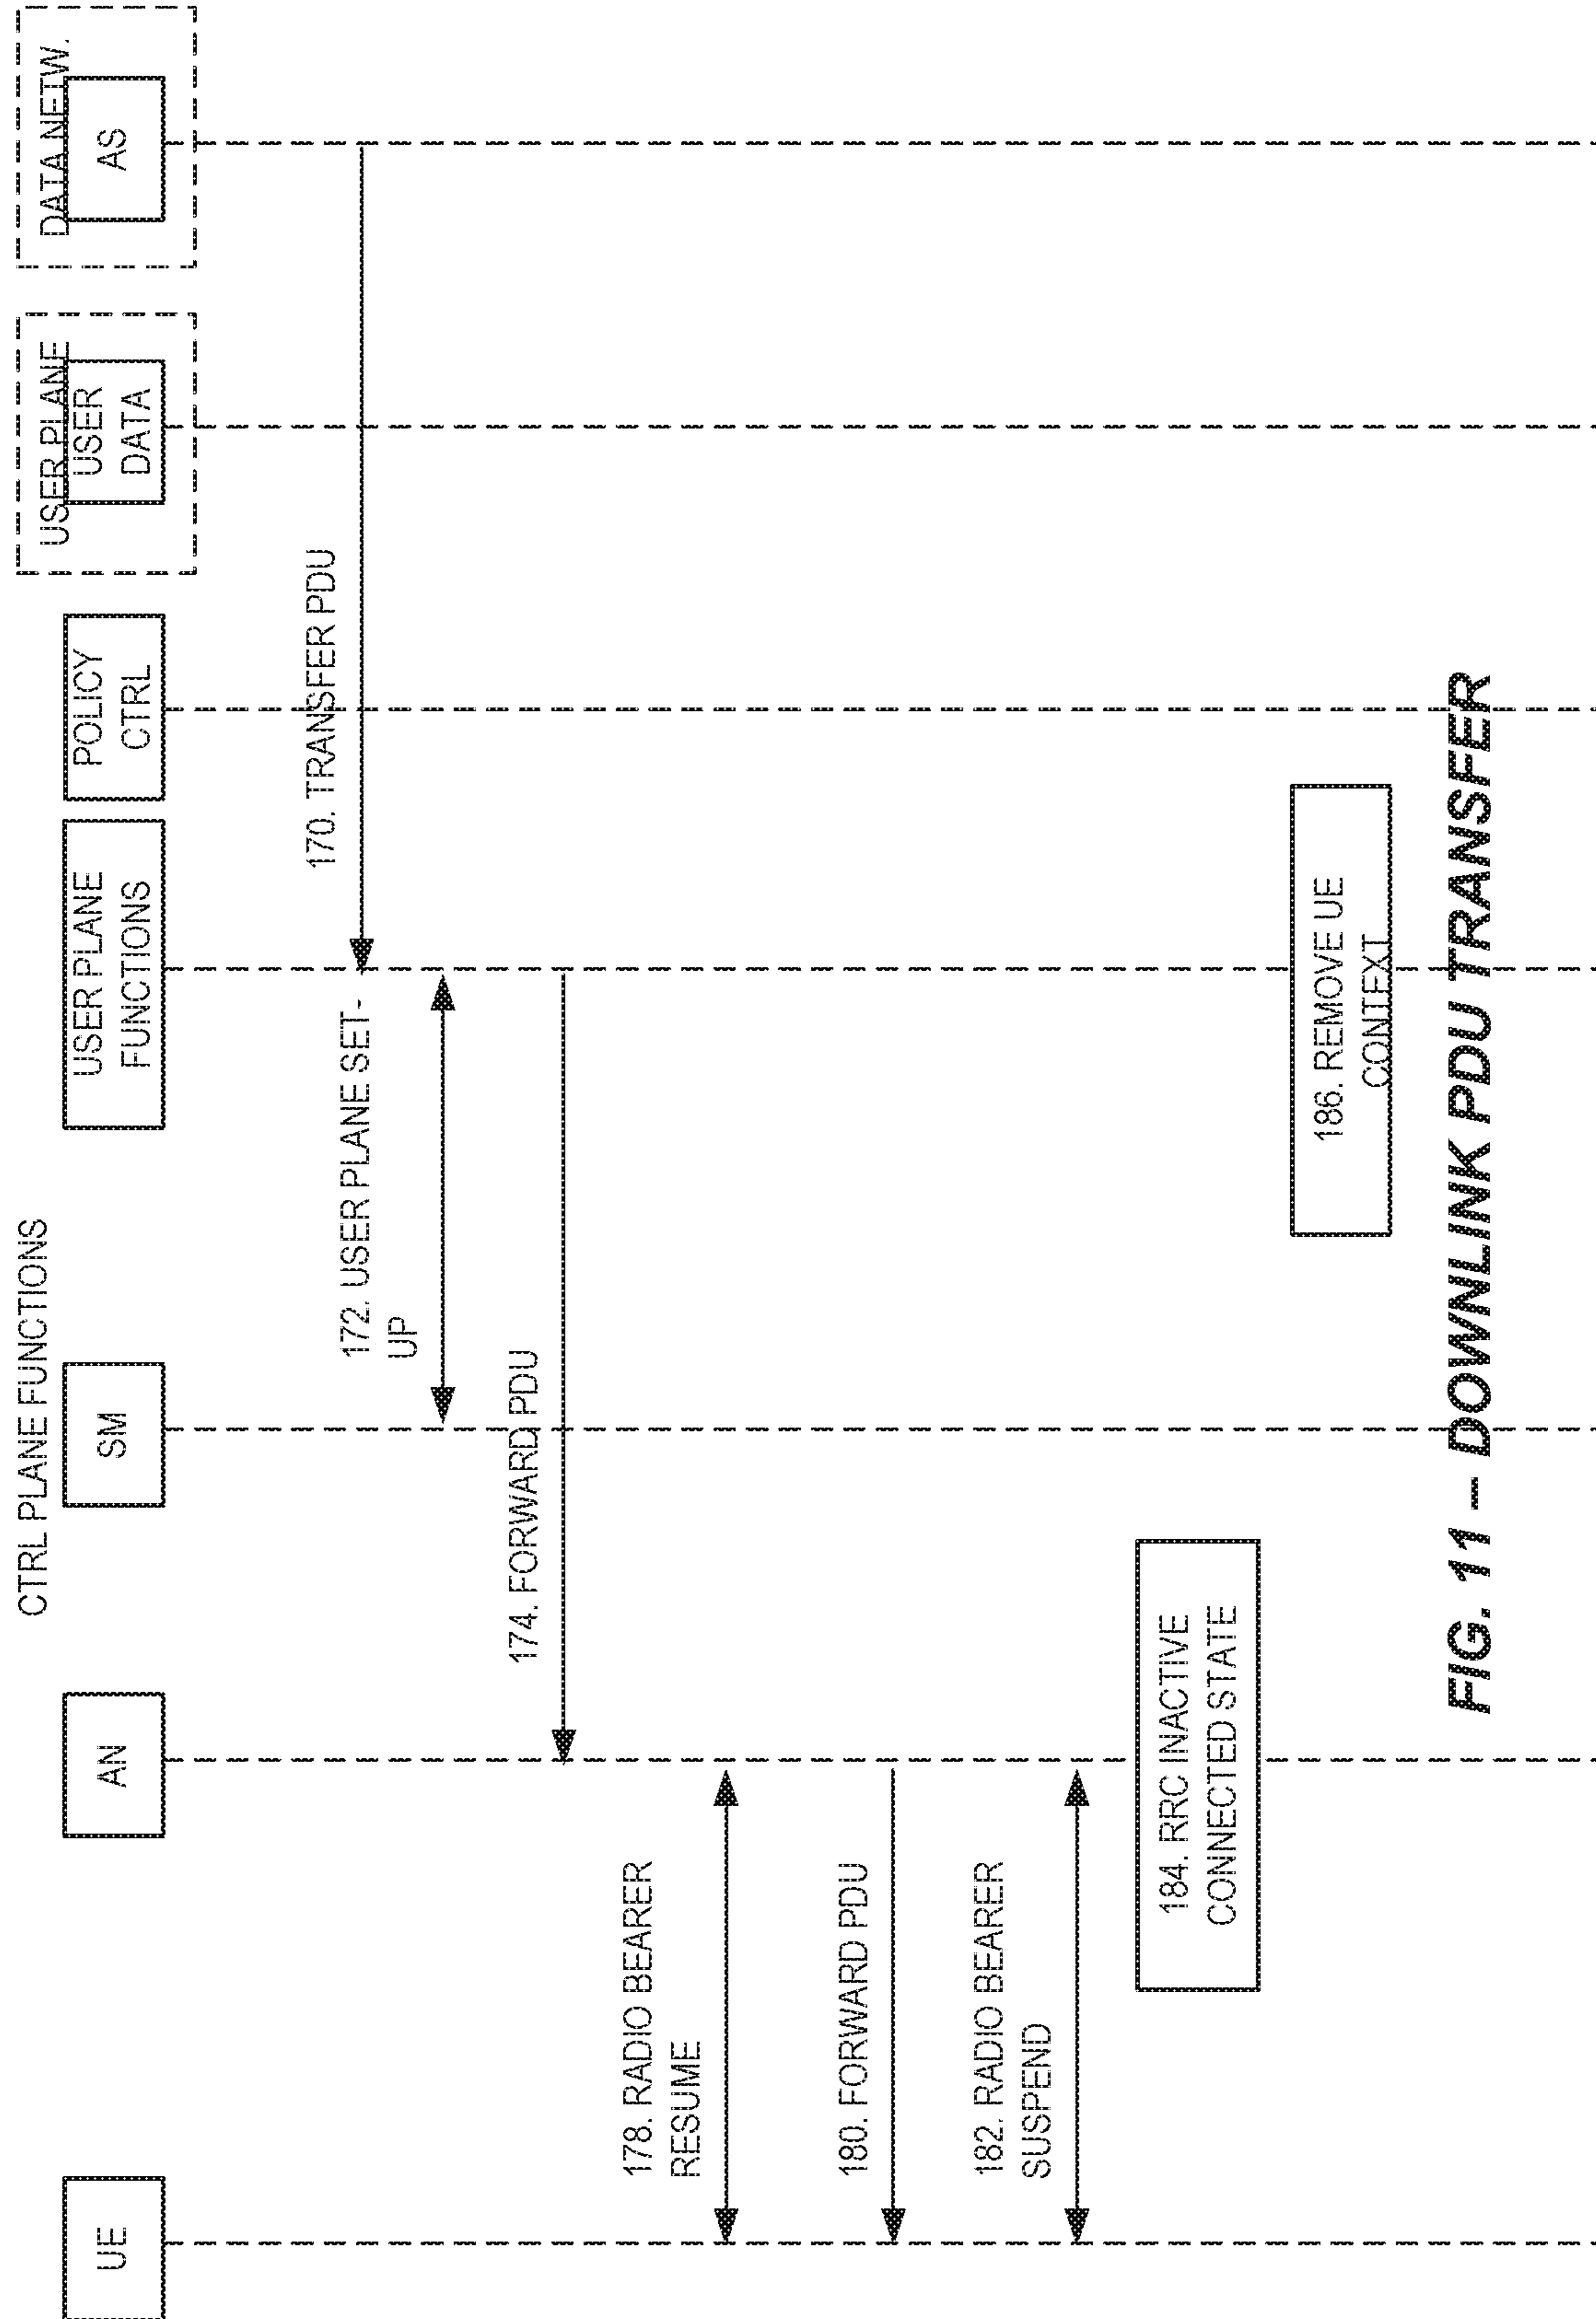 CTRL PLANE FUNCTIONS
USER PLANE
DATA NETW.
UE
AN
SM
USER PLANE
FUNCTIONS
POLICY
CTRL
USER
DATA
AS
170. TRANSFER PDU
172. USER PLANE SET-
UP
174. FORWARD PDU
178. RADIO BEARER
RESUME
180. FORWARD PDU
182. RADIO BEARER
SUSPEND
184. RRC INACTIVE
CONNECTED STATE
186. REMOVE UE
CONTEXT
FIG. 11 – DOWNLINK PDU TRANSFER